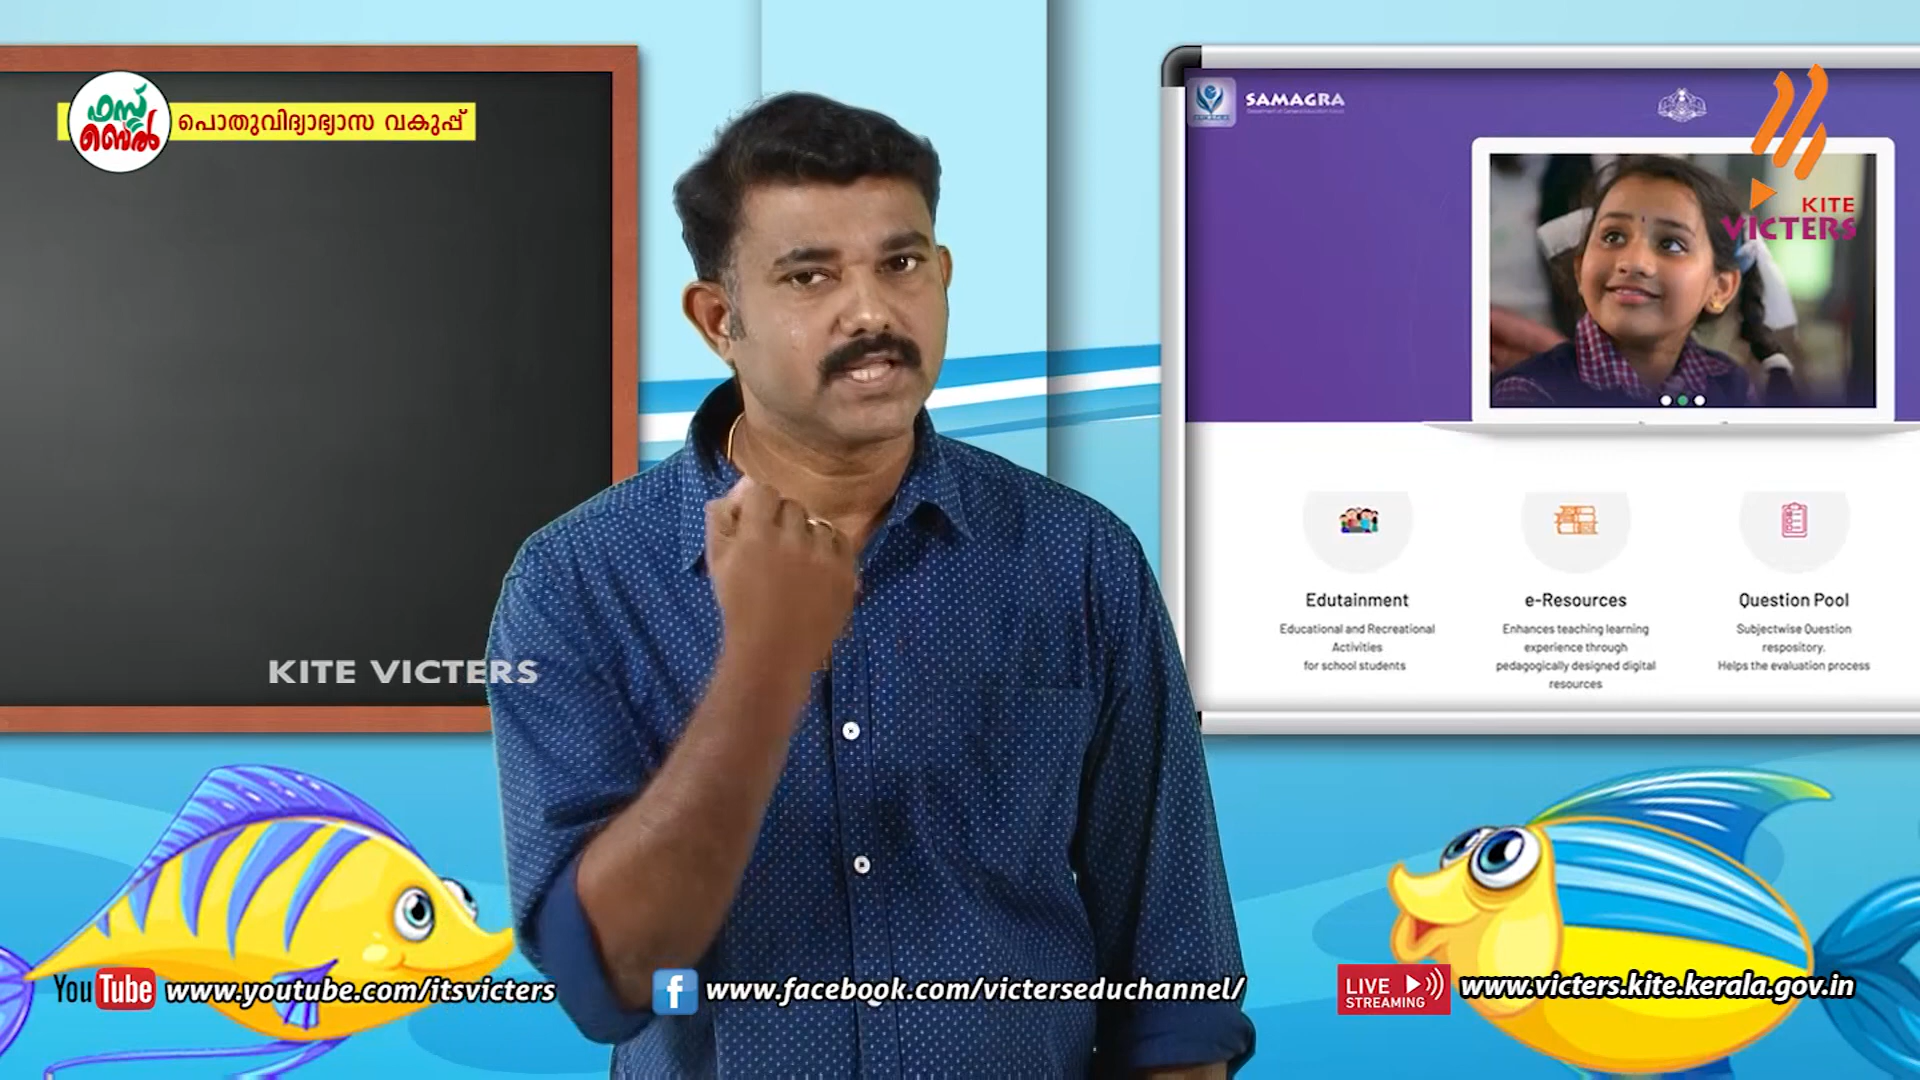 ഫസ്റ്റ്
ബെൽ
പൊതുവിദ്യാഭ്യാസ വകുപ്പ്
SAMAGRA
KITE
VICTERS
KITE VICTERS
Edutainment
Educational and Recreational
Activities
for school students
e-Resources
Enhances teaching learning
experience through
pedagogically designed digital
resources
Question Pool
Subjectwise Question
respository.
Helps the evaluation process
YouTube www.youtube.com/itsvicters
f www.facebook.com/victerseduchannel/
LIVE
STREAMING
www.victers.kite.kerala.gov.in